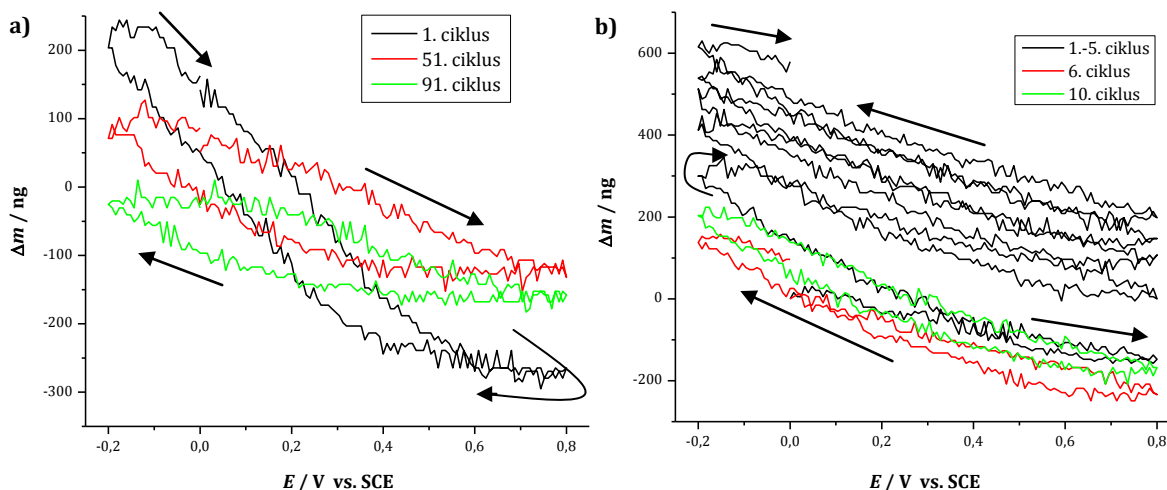 a)
1. ciklus
51. ciklus
91. ciklus
Δm / ng
200
100
0
-100
-200
-300
-0,2
0,0
0,2
0,4
0,6
0,8
E / V vs. SCE
b)
1.-5. ciklus
6. ciklus
10. ciklus
Δm / ng
600
400
200
0
-200
-0,2
0,0
0,2
0,4
0,6
0,8
E / V vs. SCE